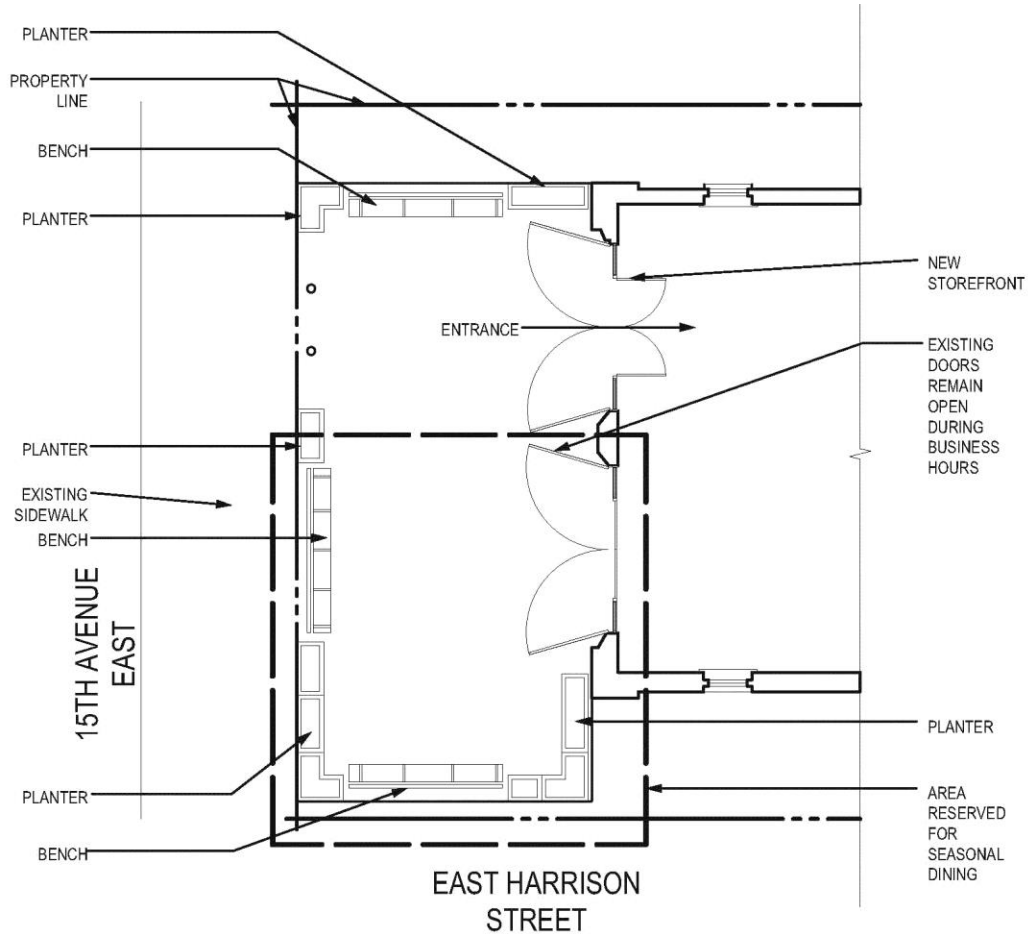 PLANTER
PROPERTY
LINE
BENCH
PLANTER
NEW
STOREFRONT
ENTRANCE
EXISTING
DOORS
REMAIN
OPEN
DURING
BUSINESS
HOURS
PLANTER
EXISTING
SIDEWALK
BENCH
15TH AVENUE
EAST
PLANTER
PLANTER
AREA
RESERVED
FOR
SEASONAL
DINING
BENCH
EAST HARRISON
STREET